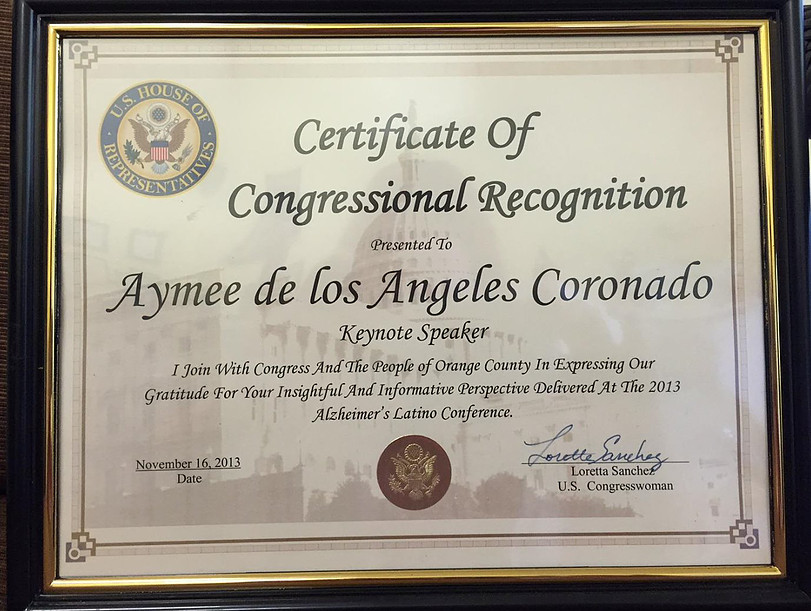 U.S. HOUSE OF
REPRESENTATIVES
Certificate Of
Congressional Recognition
Presented To
Aymee de los Angeles Coronado
Keynote Speaker
I Join With Congress And The People of Orange County In Expressing Our
Gratitude For Your Insightful And Informative Perspective Delivered At The 2013
Alzheimer's Latino Conference.
November 16, 2013
Date
Loretta Sanchez
Loretta Sanchez
U.S. Congresswoman